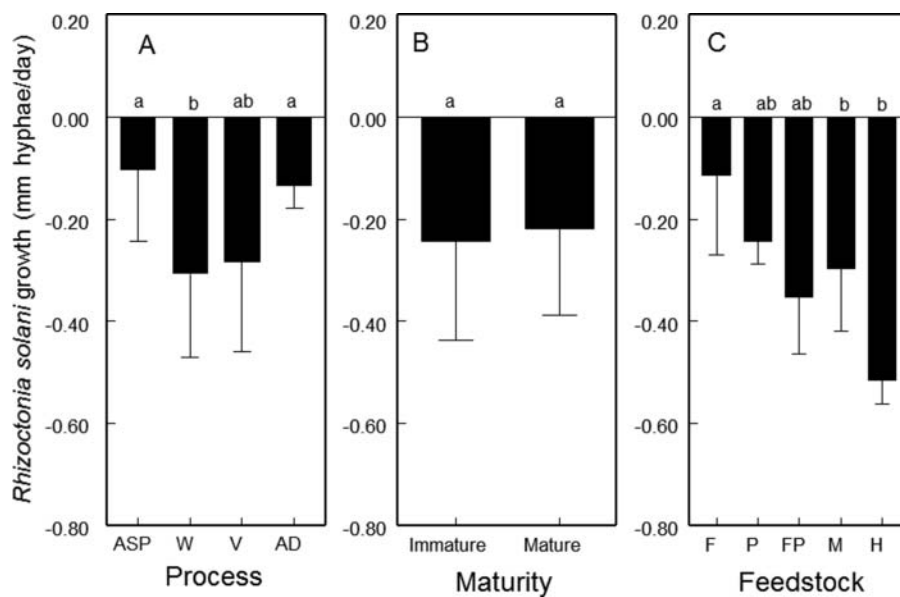 Rhizoctonia solani growth (mm hyphae/day)
A
0.20
0.00
-0.20
-0.40
-0.60
-0.80
a b ab a
ASP W V AD
Process
B
0.20
0.00
-0.20
-0.40
-0.60
-0.80
a a
Immature Mature
Maturity
C
0.20
0.00
-0.20
-0.40
-0.60
-0.80
a ab ab b b
F P FP M H
Feedstock